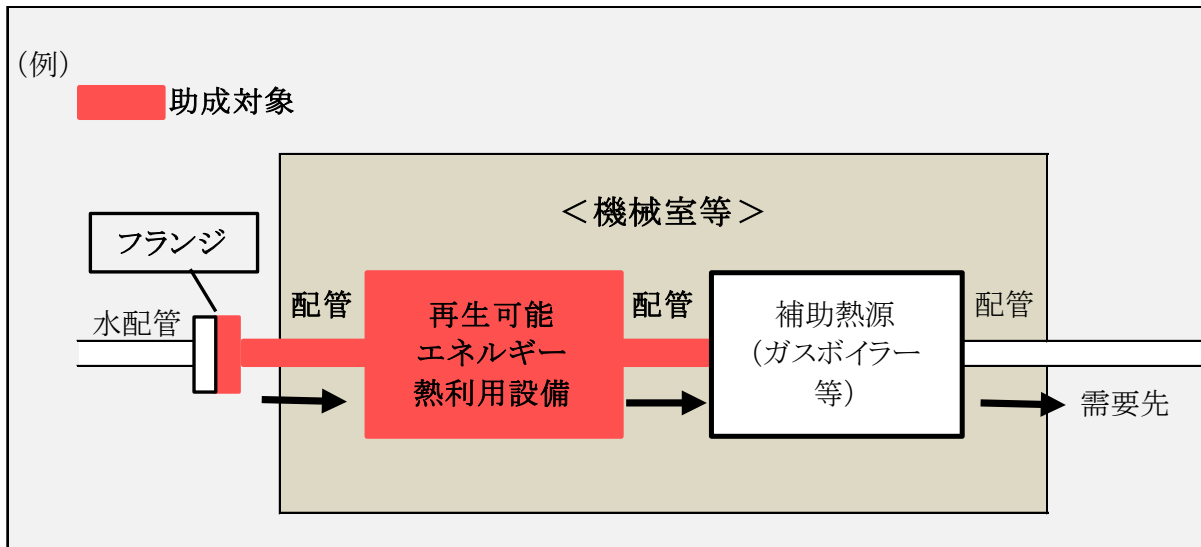 （例）
助成対象
＜機械室等＞
フランジ
水配管
配管
再生可能
エネルギー
熱利用設備
配管
補助熱源
（ガスボイラー
等）
配管
需要先